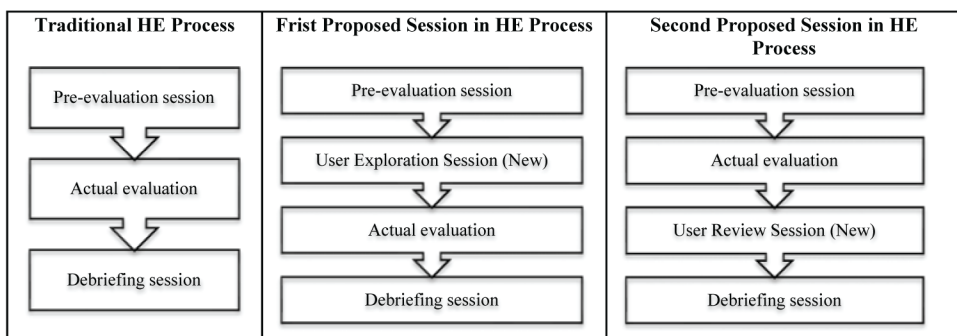 Traditional HE Process
Pre-evaluation session
Actual evaluation
Debriefing session
Frist Proposed Session in HE Process
Pre-evaluation session
User Exploration Session (New)
Actual evaluation
Debriefing session
Second Proposed Session in HE
Process
Pre-evaluation session
Actual evaluation
User Review Session (New)
Debriefing session